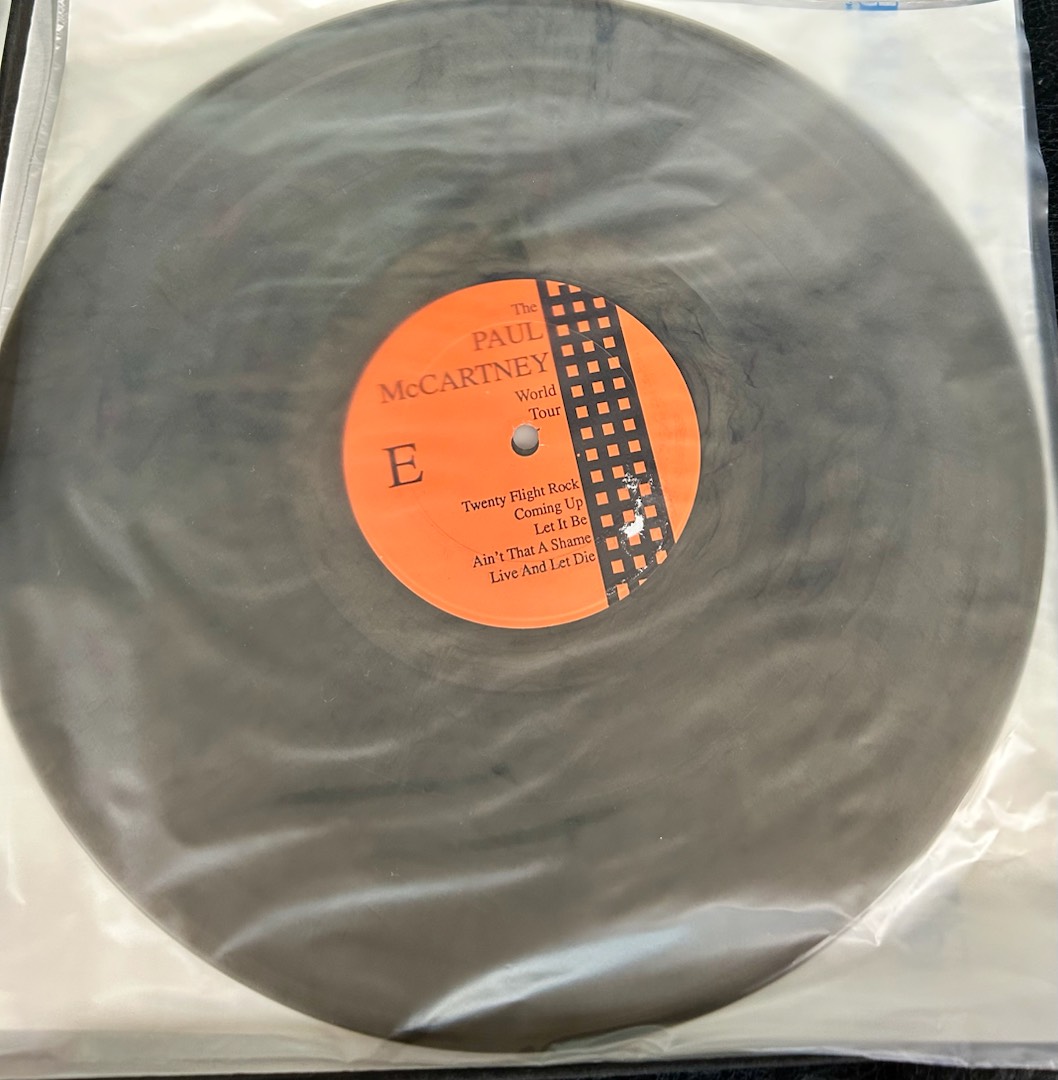 The
PAUL
McCARTNEY
World
Tour
E
Twenty Flight Rock
Coming Up
Let It Be
Ain't That A Shame
Live And Let Die